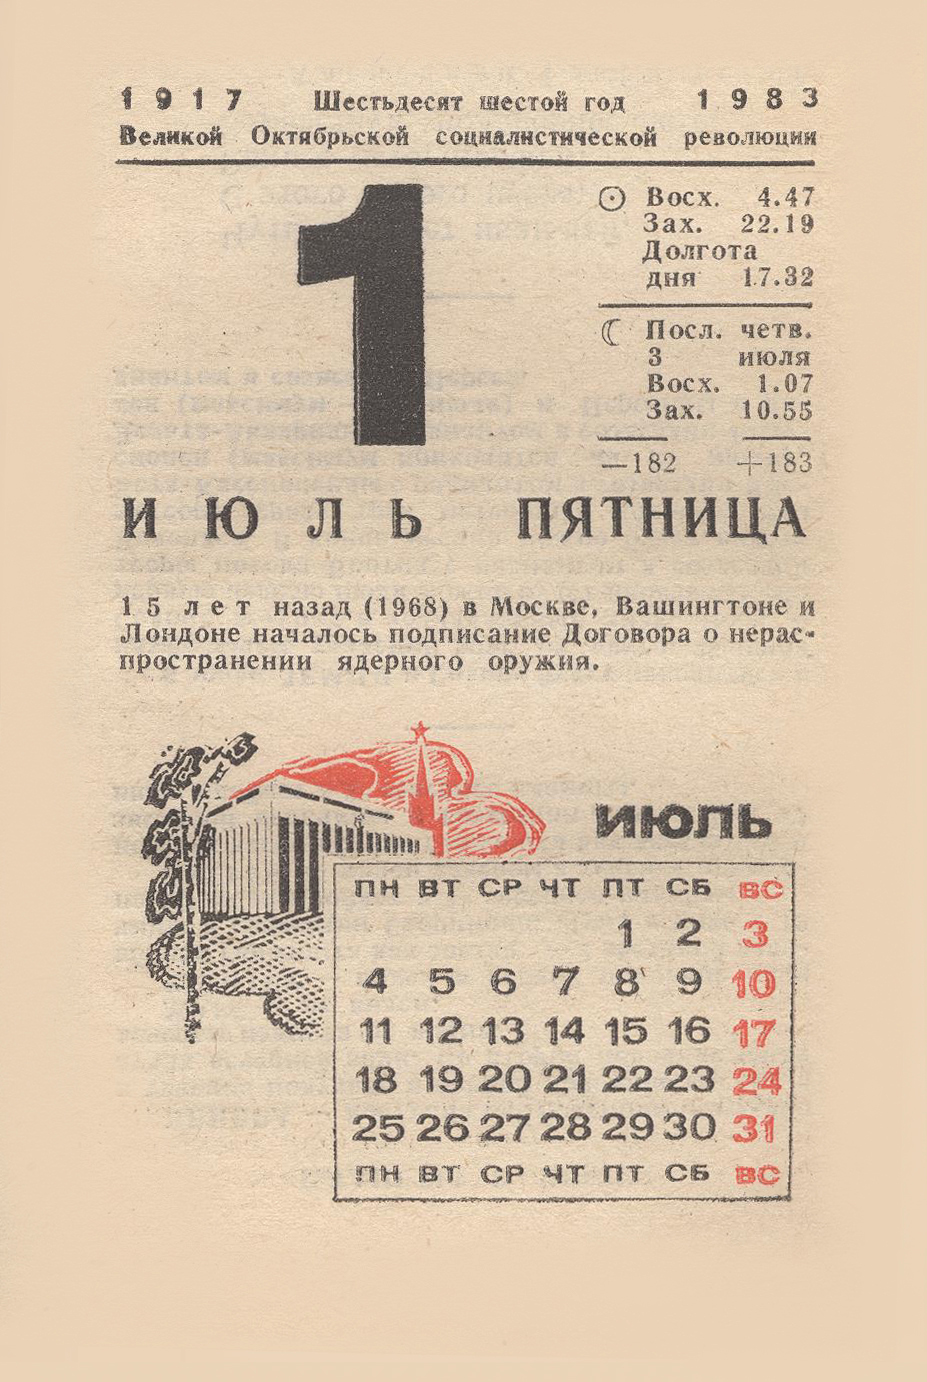 1917 Шестьдесят шестой год 1983
Великой Октябрьской социалистической революции
1
Восх. 4.47
Зах. 22.19
Долгота
дня 17.32
Посл. четв.
3 июля
Восх. 1.07
Зах. 10.55
—182 +183
ИЮЛЬ ПЯТНИЦА
15 лет назад (1968) в Москве, Вашингтоне и
Лондоне началось подписание Договора о нерас-
пространении ядерного оружия.
ИЮЛЬ
ПН ВТ СР ЧТ ПТ СБ ВС
1 2 3
4 5 6 7 8 9 10
11 12 13 14 15 16 17
18 19 20 21 22 23 24
25 26 27 28 29 30 31
ПН ВТ СР ЧТ ПТ СБ ВС